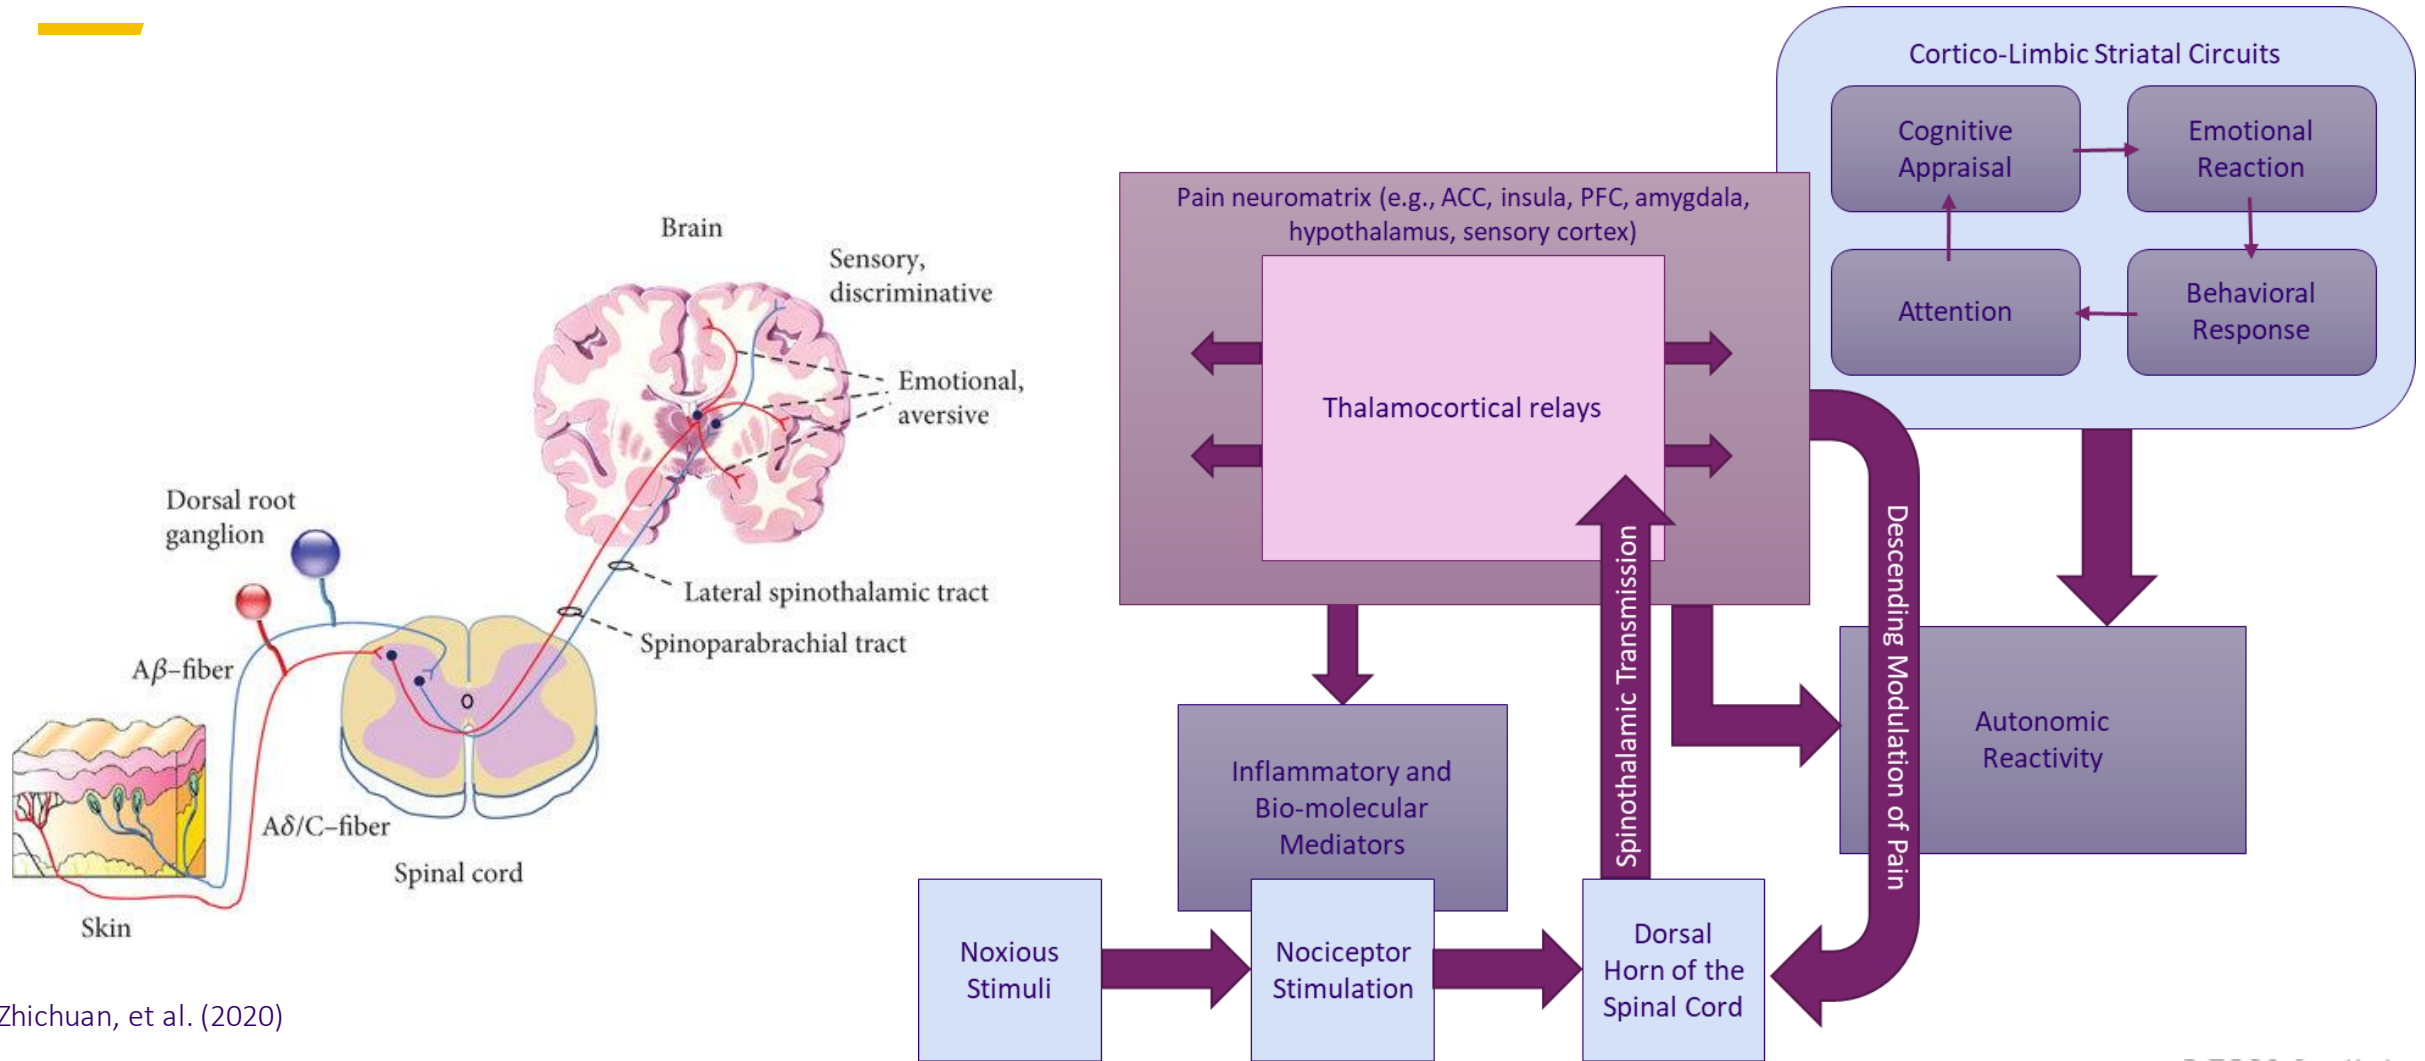 Brain
Sensory,
discriminative
Emotional,
aversive
Dorsal root
ganglion
Lateral spinothalamic tract
Spinoparabrachial tract
Aβ–fiber
Aδ/C–fiber
Spinal cord
Skin
Zhichuan, et al. (2020)
Cortico-Limbic Striatal Circuits
Cognitive
Appraisal
Emotional
Reaction
Attention
Behavioral
Response
Pain neuromatrix (e.g., ACC, insula, PFC, amygdala,
hypothalamus, sensory cortex)
Thalamocortical relays
Spinothalamic Transmission
Descending Modulation of Pain
Autonomic
Reactivity
Inflammatory and
Bio-molecular
Mediators
Noxious
Stimuli
Nociceptor
Stimulation
Dorsal
Horn of the
Spinal Cord